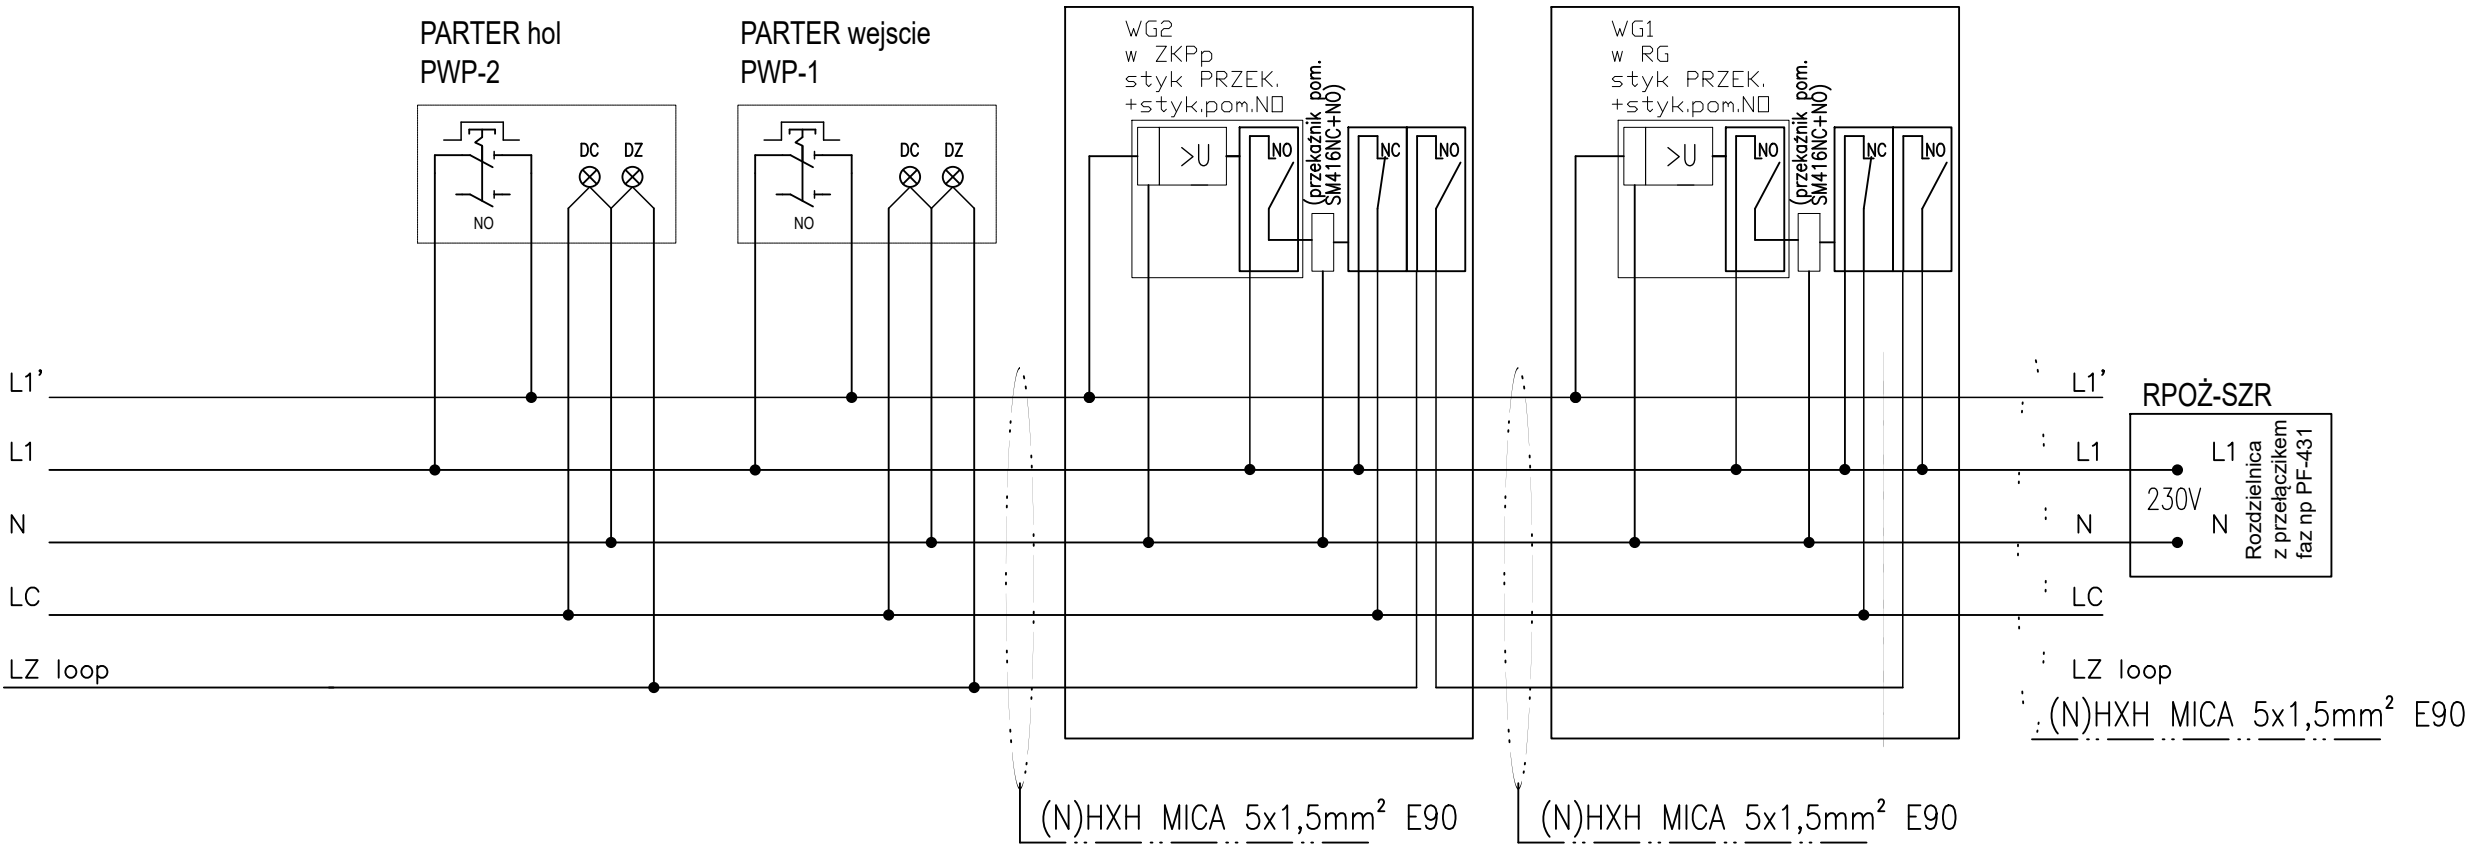 PARTER hol
PWP-2
DC
DZ
NO
PARTER wejscie
PWP-1
DC
DZ
NO
WG2
w ZKPp
styk PRZEK.
+styk.pom.NO
>U
NO
(przekaźnik pom.
SM416NC+NO)
NC
NO
WG1
w RG
styk PRZEK.
+styk.pom.NO
>U
NO
(przekaźnik pom.
SM416NC+NO)
NC
NO
L1’
L1
N
LC
LZ loop
L1’
L1
N
LC
LZ loop
RPOŻ-SZR
L1
230V
N
Rozdzielnica
z przełączikem
faz np PF-431
(N)HXH MICA 5x1,5mm² E90
(N)HXH MICA 5x1,5mm² E90
(N)HXH MICA 5x1,5mm² E90